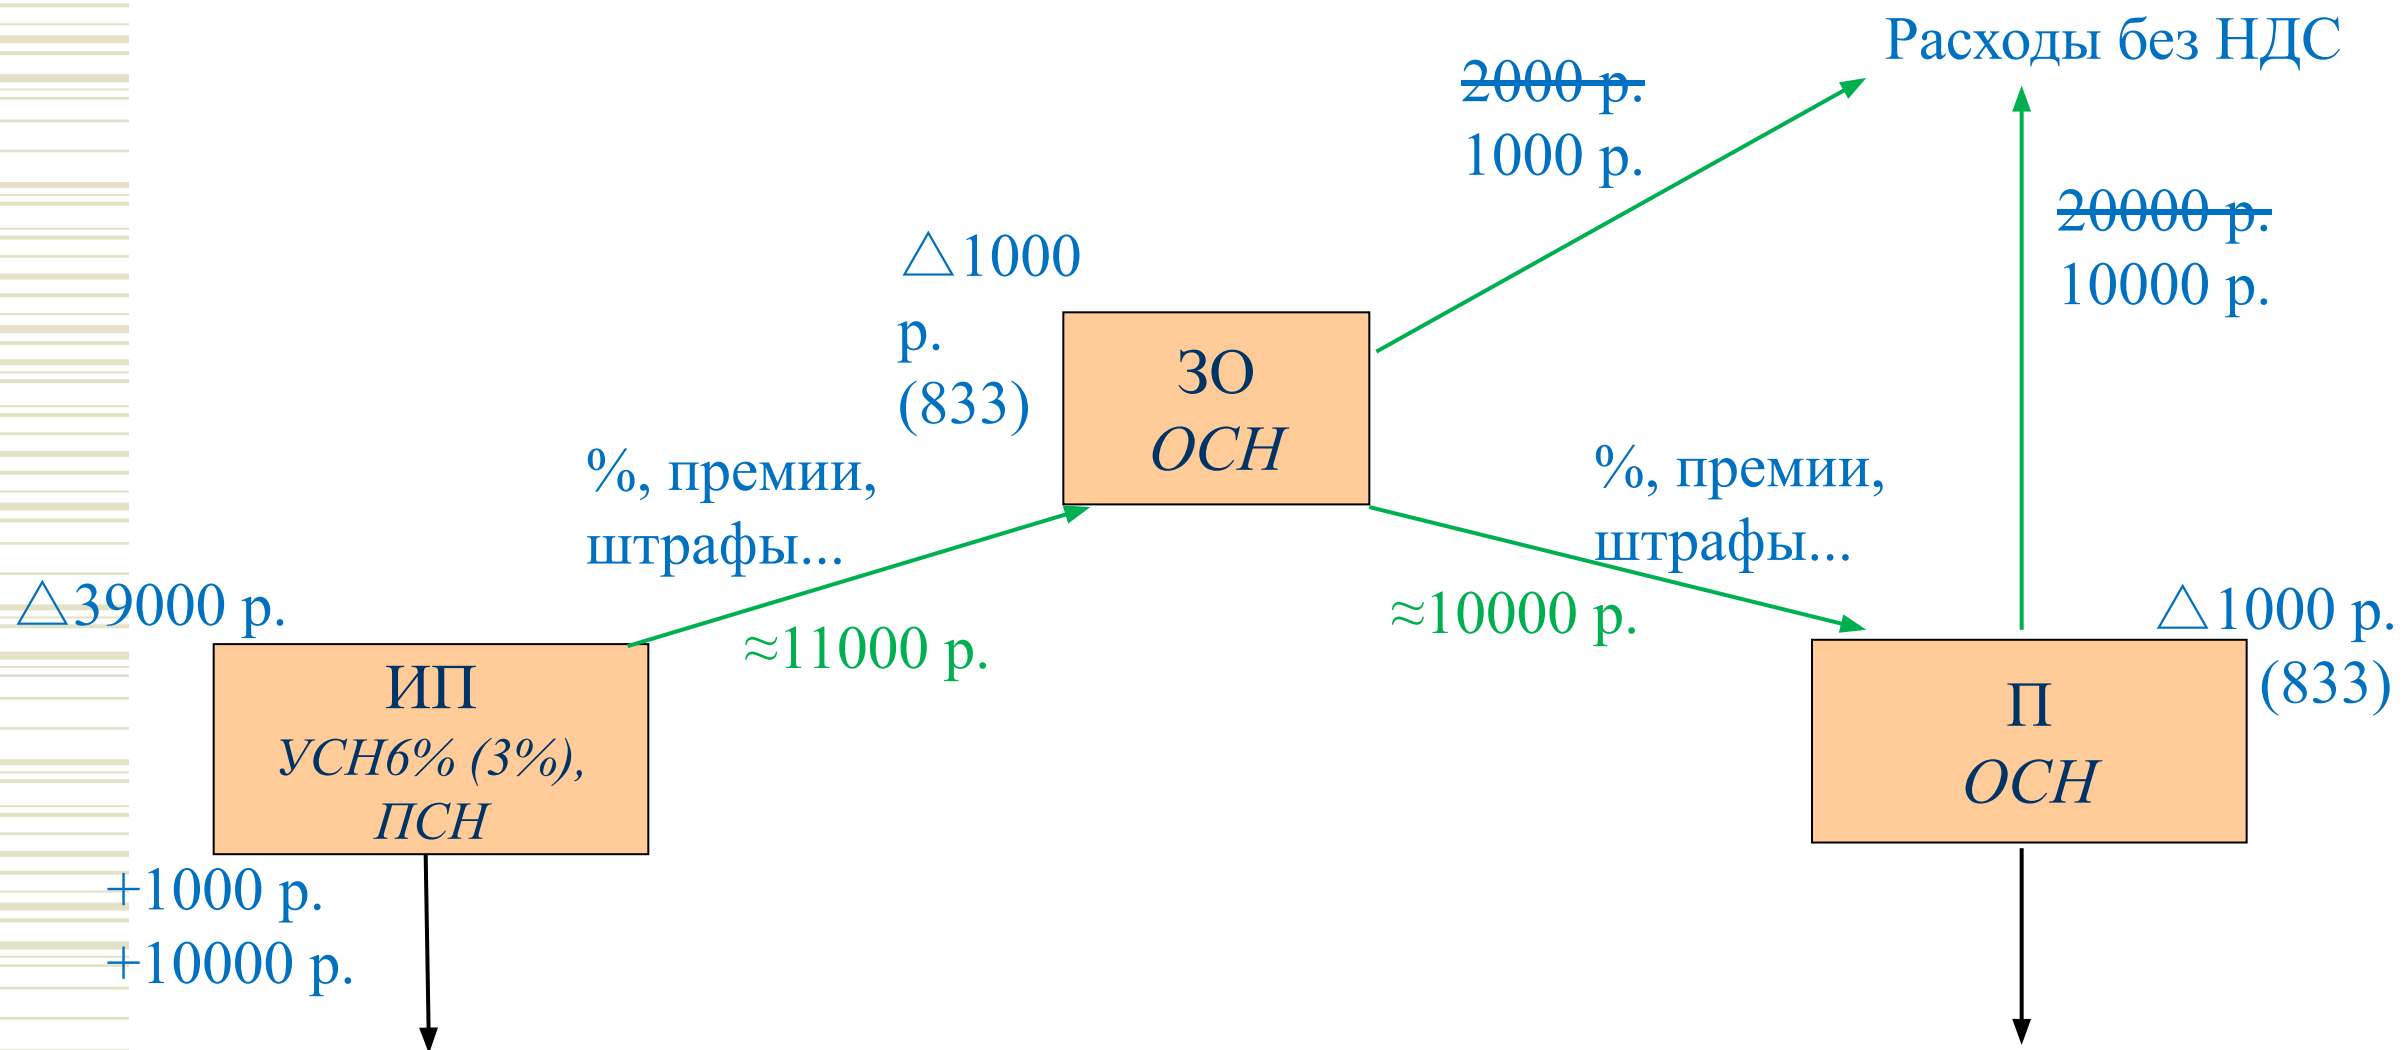 Расходы без НДС
2000 р.
1000 р.
20000 р.
10000 р.
△1000
р.
(833)
ЗО
ОСН
%, премии,
штрафы...
≈11000 р.
%, премии,
штрафы...
≈10000 р.
△39000 р.
ИП
УСН6% (3%),
ПСН
+1000 р.
+10000 р.
△1000 р.
(833)
П
ОСН